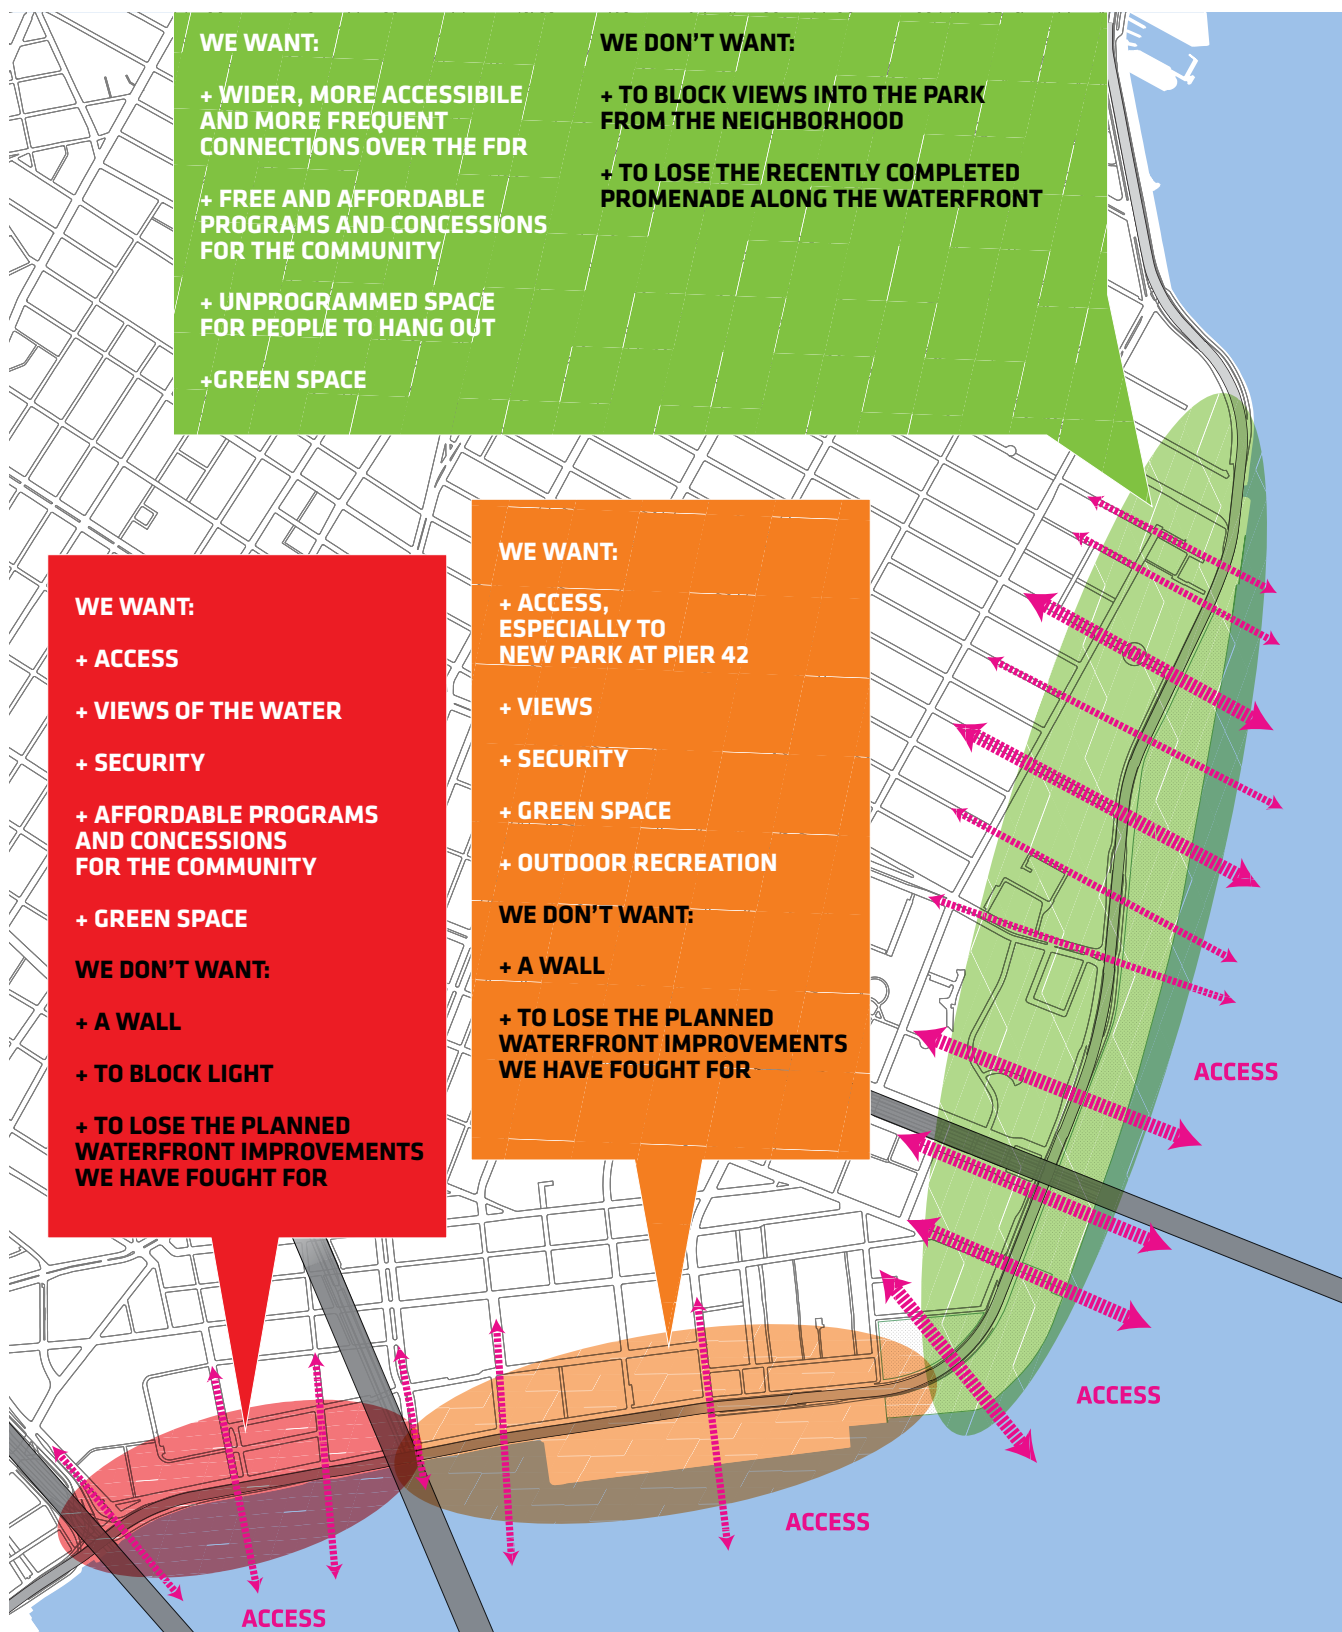 WE WANT:
+ WIDER, MORE ACCESSIBILE
AND MORE FREQUENT
CONNECTIONS OVER THE FDR
+ FREE AND AFFORDABLE
PROGRAMS AND CONCESSIONS
FOR THE COMMUNITY
+ UNPROGRAMMED SPACE
FOR PEOPLE TO HANG OUT
+GREEN SPACE
WE DON'T WANT:
+ TO BLOCK VIEWS INTO THE PARK
FROM THE NEIGHBORHOOD
+ TO LOSE THE RECENTLY COMPLETED
PROMENADE ALONG THE WATERFRONT
WE WANT:
+ ACCESS
+ VIEWS OF THE WATER
+ SECURITY
+ AFFORDABLE PROGRAMS
AND CONCESSIONS
FOR THE COMMUNITY
+ GREEN SPACE
WE DON'T WANT:
+ A WALL
+ TO BLOCK LIGHT
+ TO LOSE THE PLANNED
WATERFRONT IMPROVEMENTS
WE HAVE FOUGHT FOR
WE WANT:
+ ACCESS,
ESPECIALLY TO
NEW PARK AT PIER 42
+ VIEWS
+ SECURITY
+ GREEN SPACE
+ OUTDOOR RECREATION
WE DON'T WANT:
+ A WALL
+ TO LOSE THE PLANNED
WATERFRONT IMPROVEMENTS
WE HAVE FOUGHT FOR
ACCESS
ACCESS
ACCESS
ACCESS